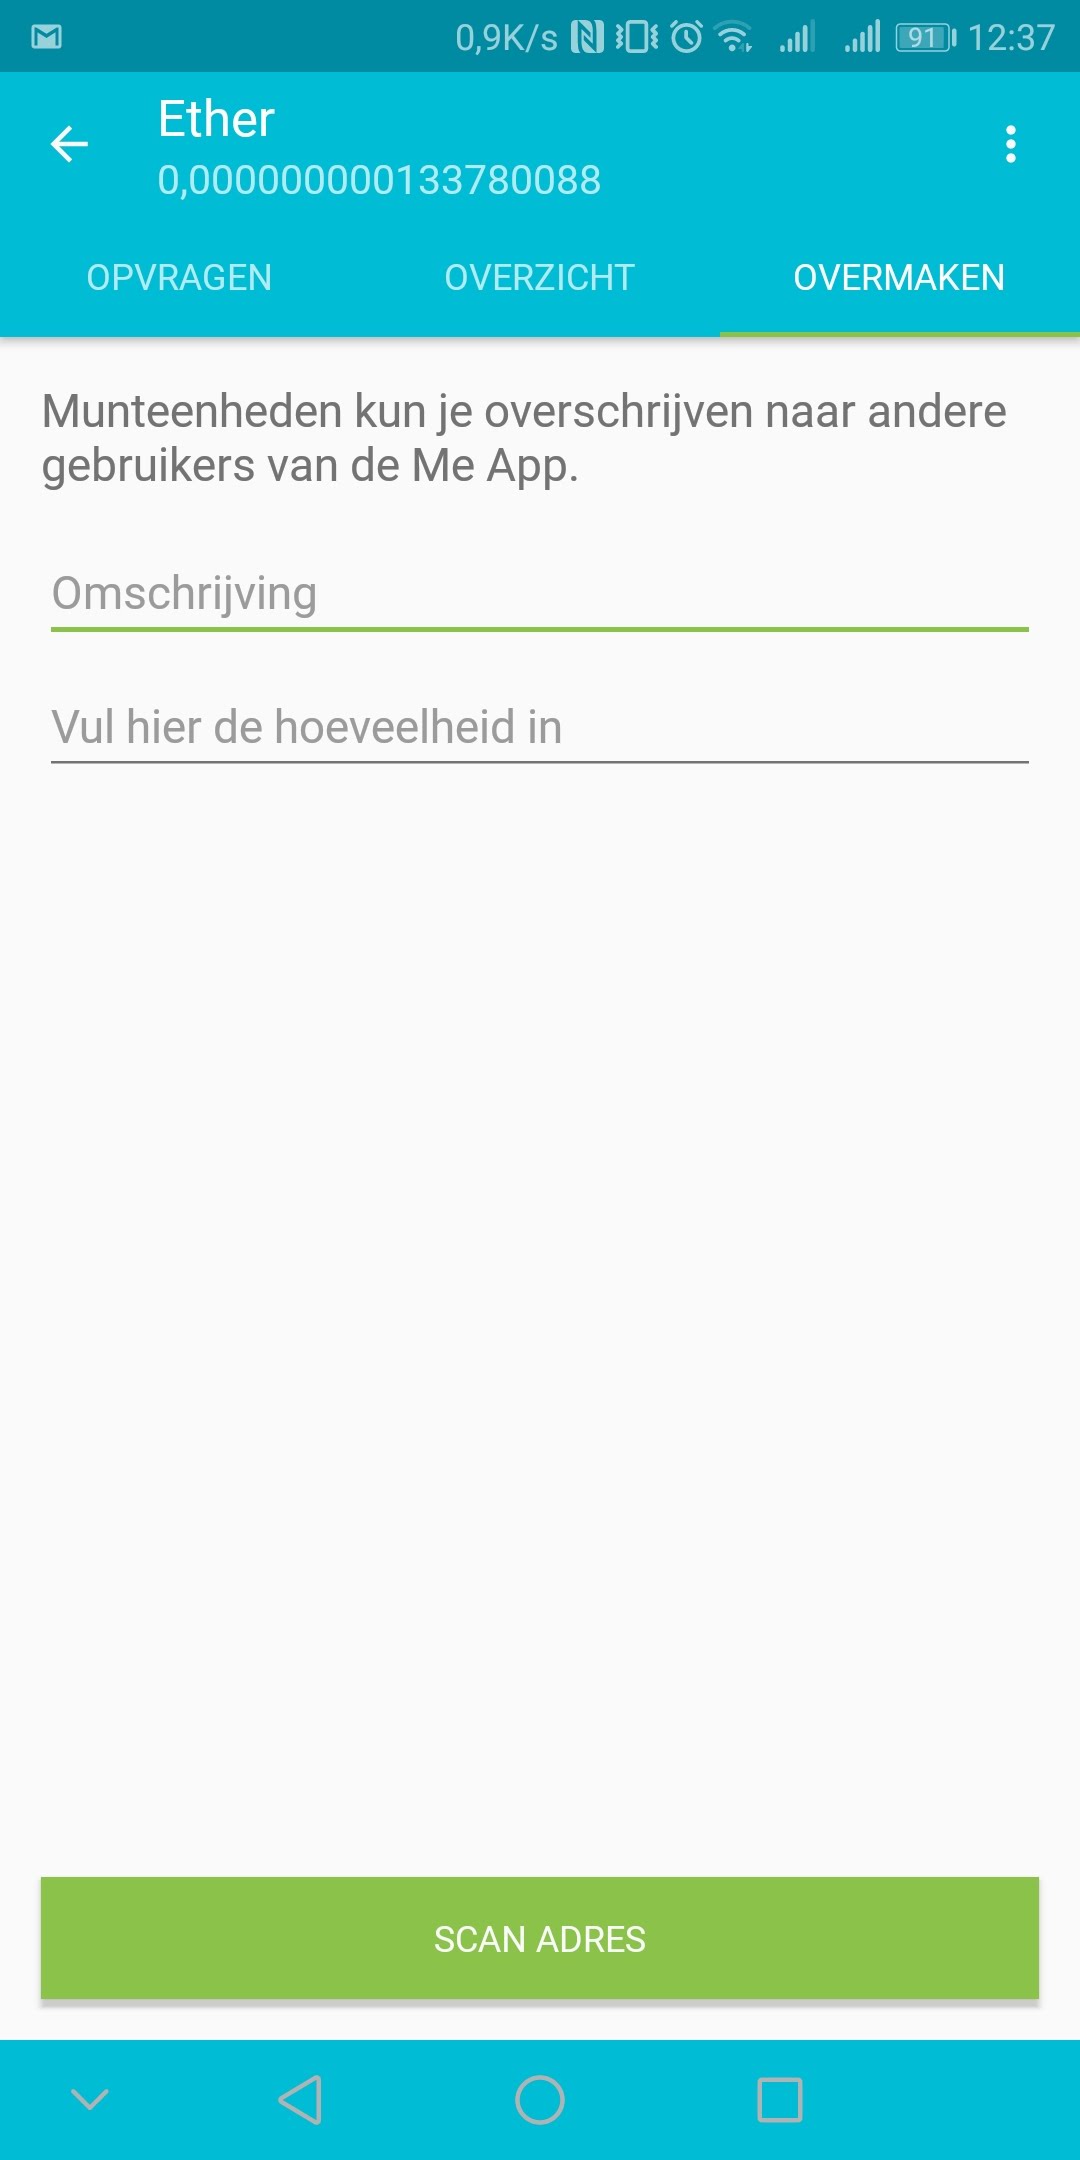 0,9K/s 91 12:37
Ether
0,000000000133780088
OPVRAGEN OVERZICHT OVERMAKEN
Munteenheden kun je overschrijven naar andere
gebruikers van de Me App.
Omschrijving
Vul hier de hoeveelheid in
SCAN ADRES